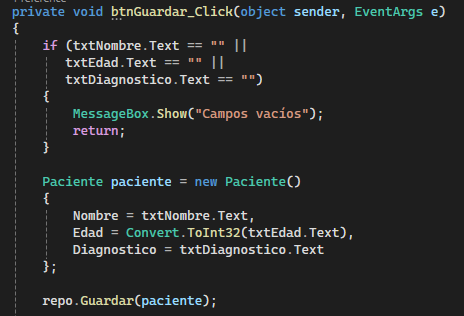 private void btnGuardar_Click(object sender, EventArgs e)
{
if (txtNombre.Text == "" ||
txtEdad.Text == "" ||
txtDiagnostico.Text == "")
{
MessageBox.Show("Campos vacíos");
return;
}
Paciente paciente = new Paciente()
{
Nombre = txtNombre.Text,
Edad = Convert.ToInt32(txtEdad.Text),
Diagnostico = txtDiagnostico.Text
};
repo.Guardar(paciente);